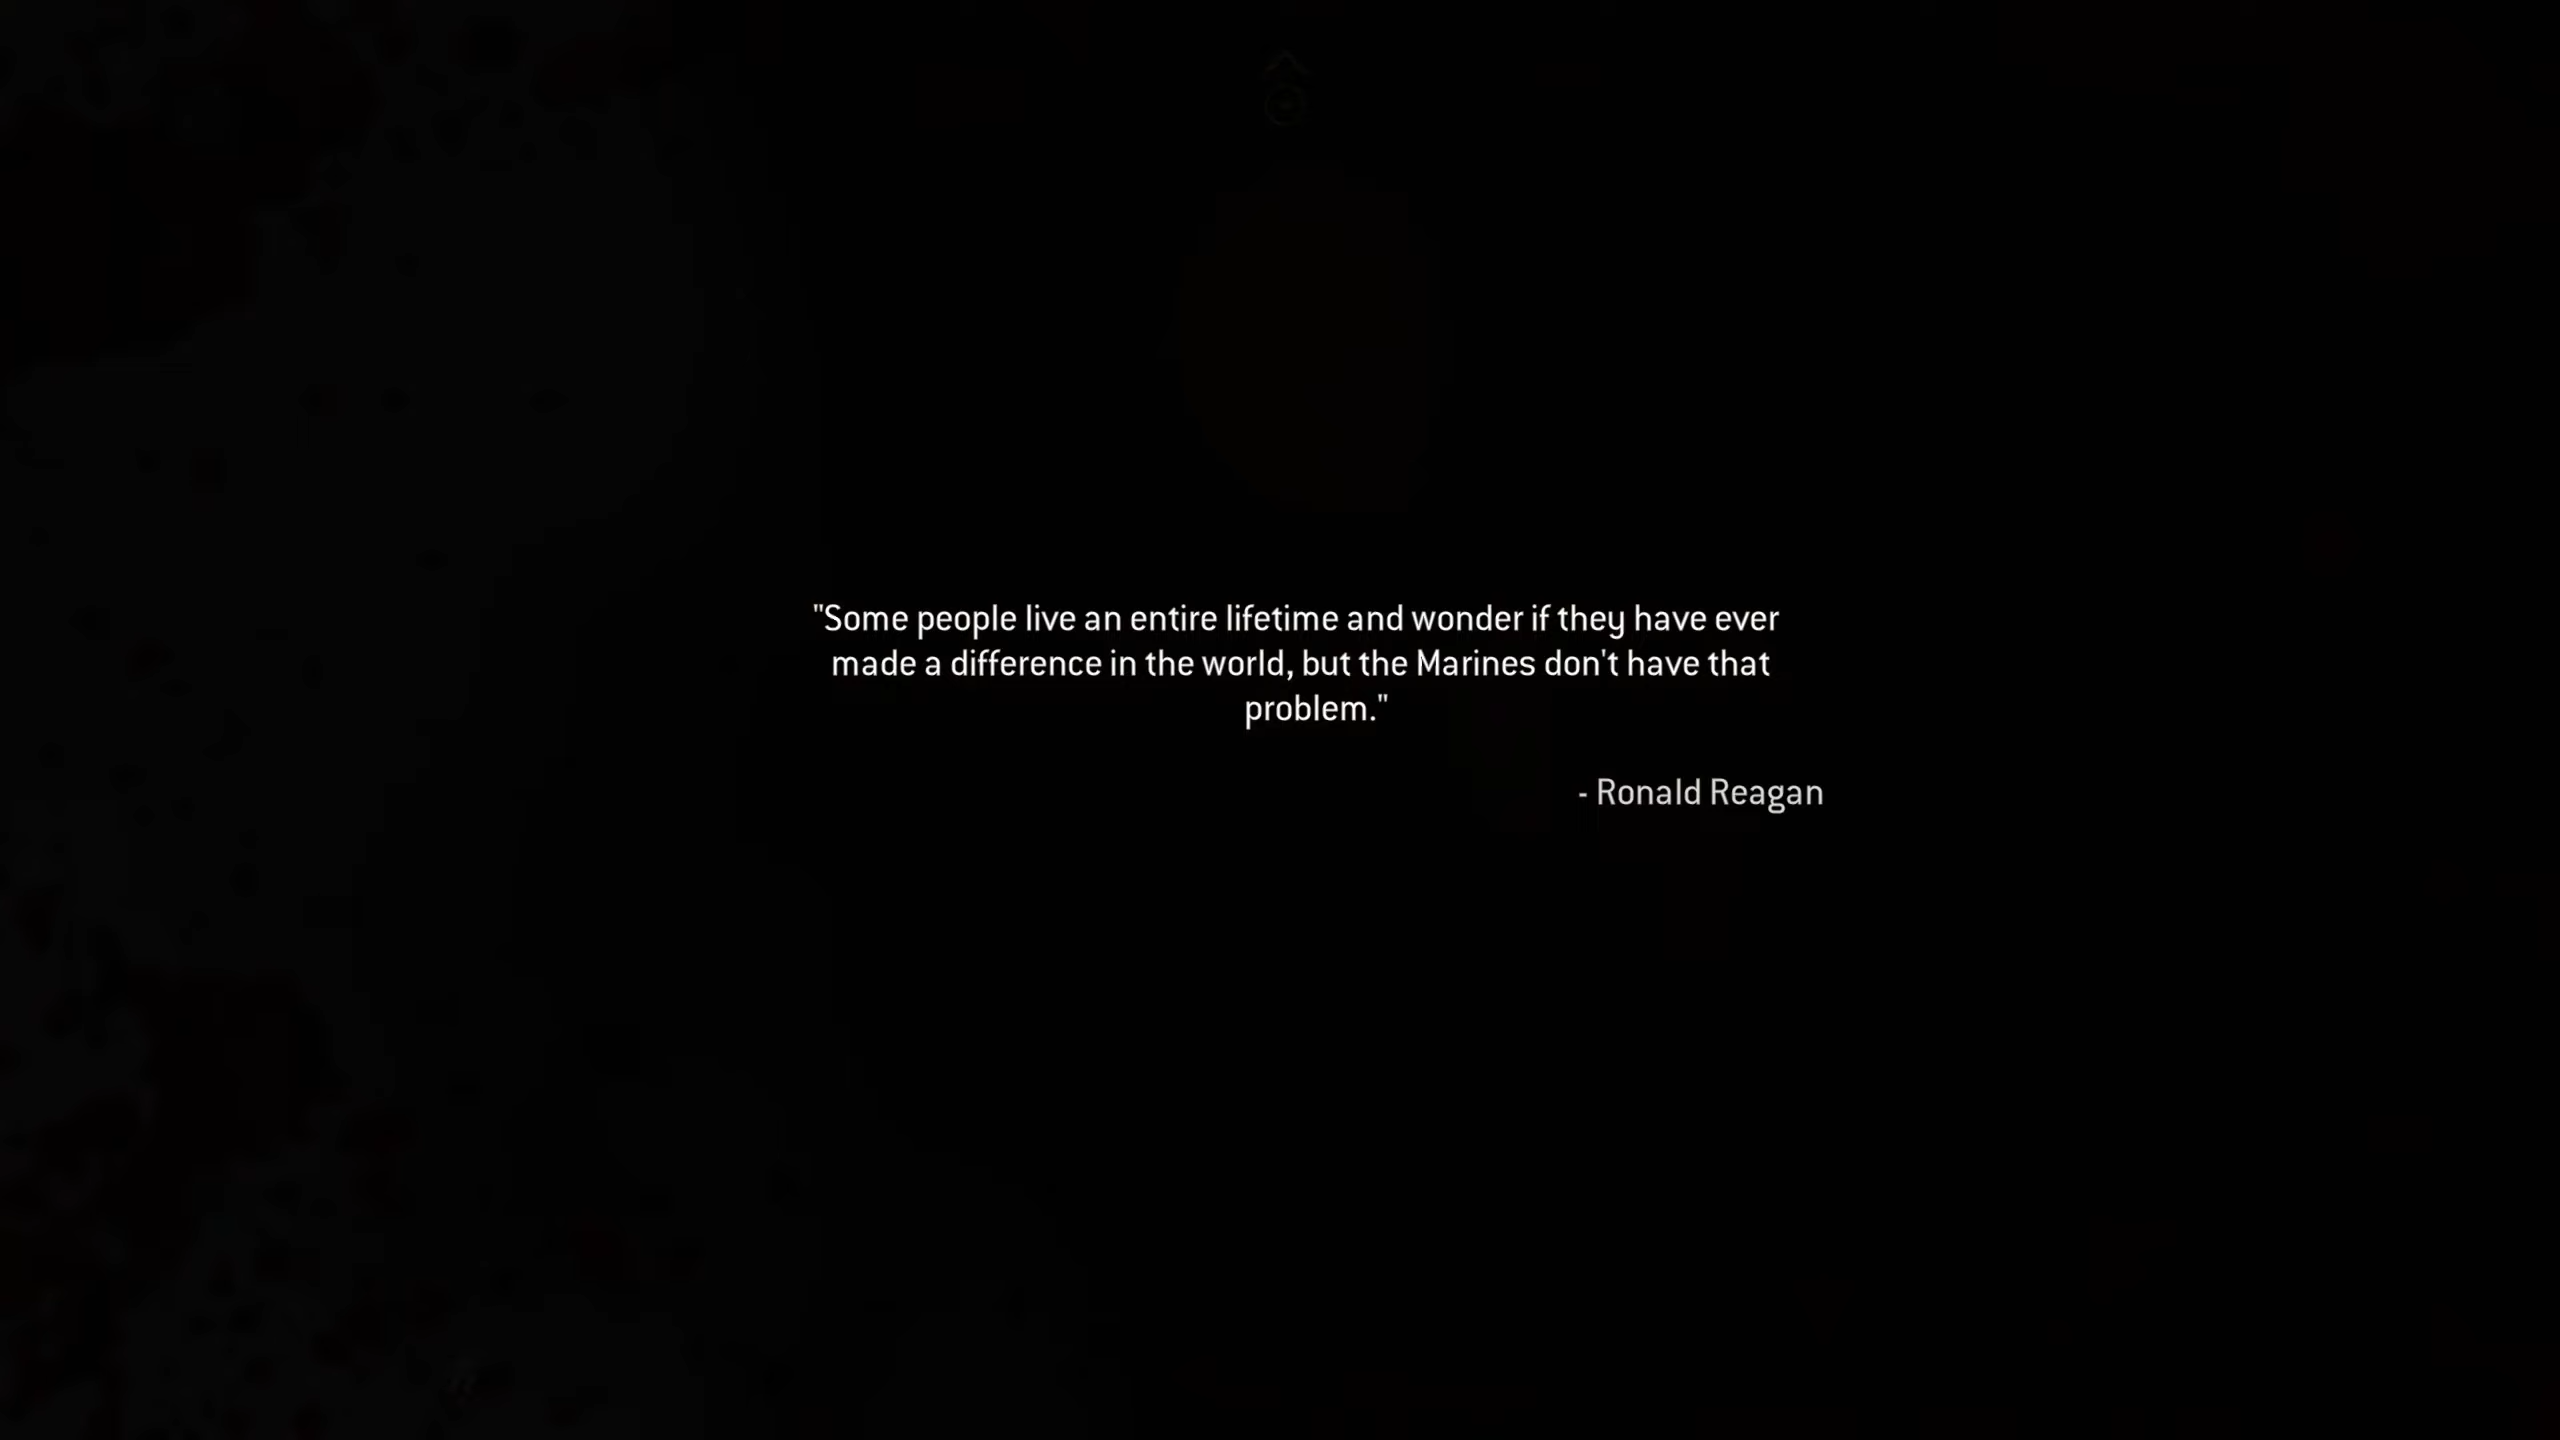 "Some people live an entire lifetime and wonder if they have ever
made a difference in the world, but the Marines don't have that
problem."
- Ronald Reagan